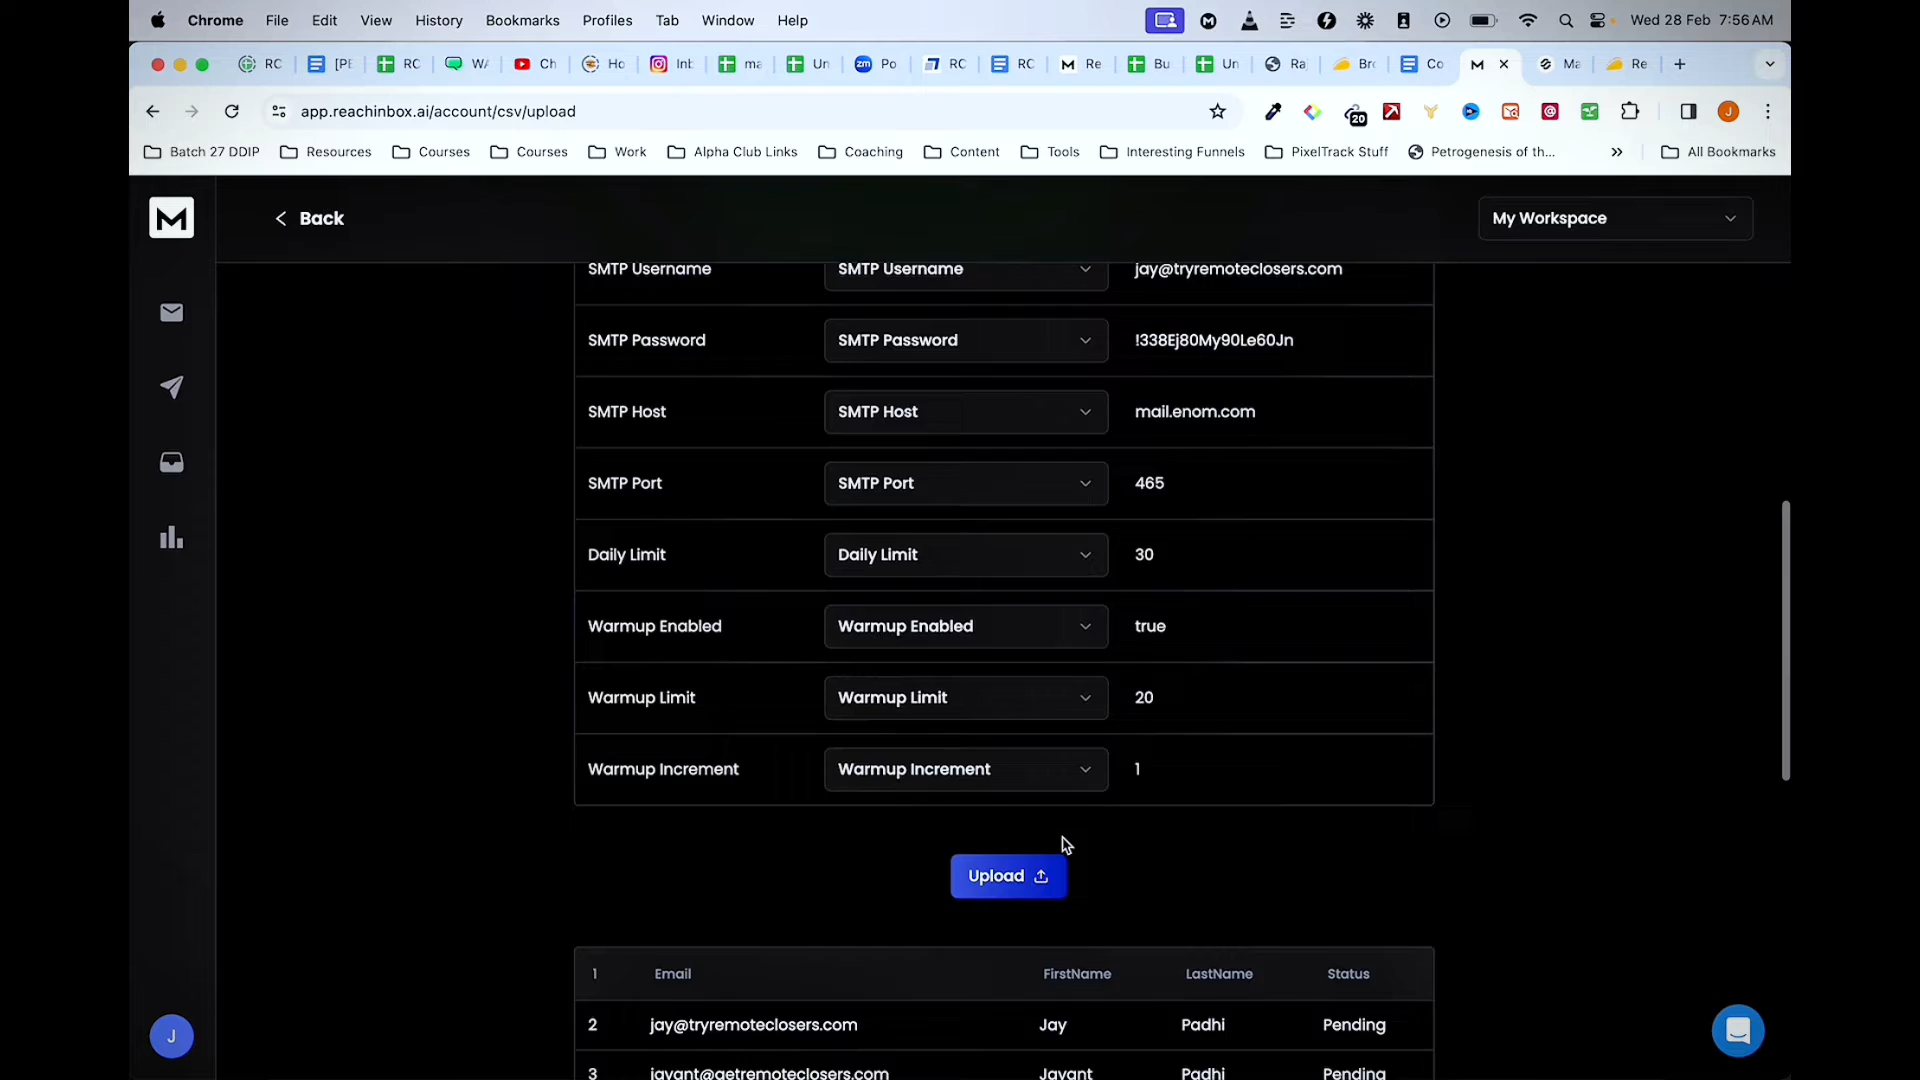 Chrome File Edit View History Bookmarks Profiles Tab Window Help Wed 28 Feb 7:56 AM
RC [PE RC WA Ch Ho Inb ma Un Po RC RC Re Bu Un Ra Bro Co Ma Re
app.reachinbox.ai/account/csv/upload 20 J
Batch 27 DDIP Resources Courses Courses Work Alpha Club Links Coaching Content Tools Interesting Funnels PixelTrack Stuff Petrogenesis of th... » All Bookmarks
M Back My Workspace
SMTP Username SMTP Username jay@tryremoteclosers.com
SMTP Password SMTP Password !338Ej80My90Le60Jn
SMTP Host SMTP Host mail.enom.com
SMTP Port SMTP Port 465
Daily Limit Daily Limit 30
Warmup Enabled Warmup Enabled true
Warmup Limit Warmup Limit 20
Warmup Increment Warmup Increment 1
Upload
1 Email FirstName LastName Status
2 jay@tryremoteclosers.com Jay Padhi Pending
3 jayant@getremoteclosers.com Jayant Padhi Pending
J